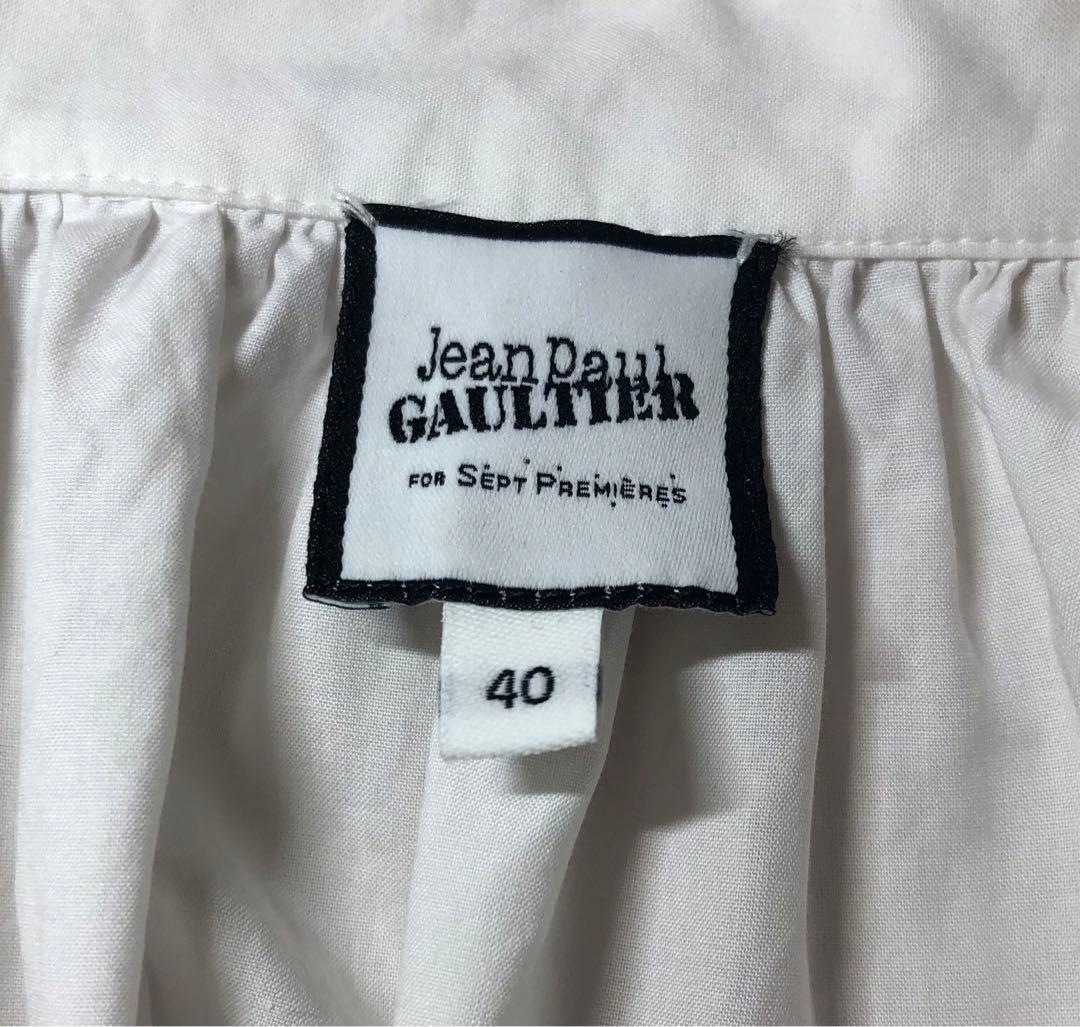 Jean Paul
GAULTIER
FOR SEPT PREMIÈRES
40